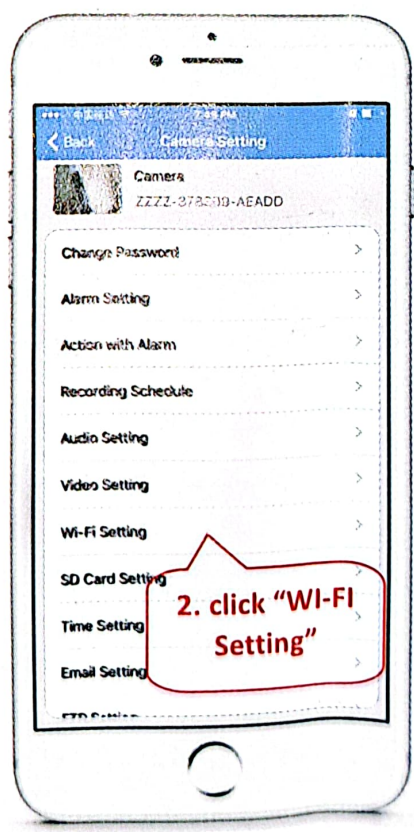 Back
Camera Setting
Camera
Change Password
Alarm Setting
Action with Alarm
Recording Schedule
Audio Setting
Video Setting
Wi-Fi Setting
SD Card Setting
2. click “WI-FI
Setting”
Time Setting
Email Setting